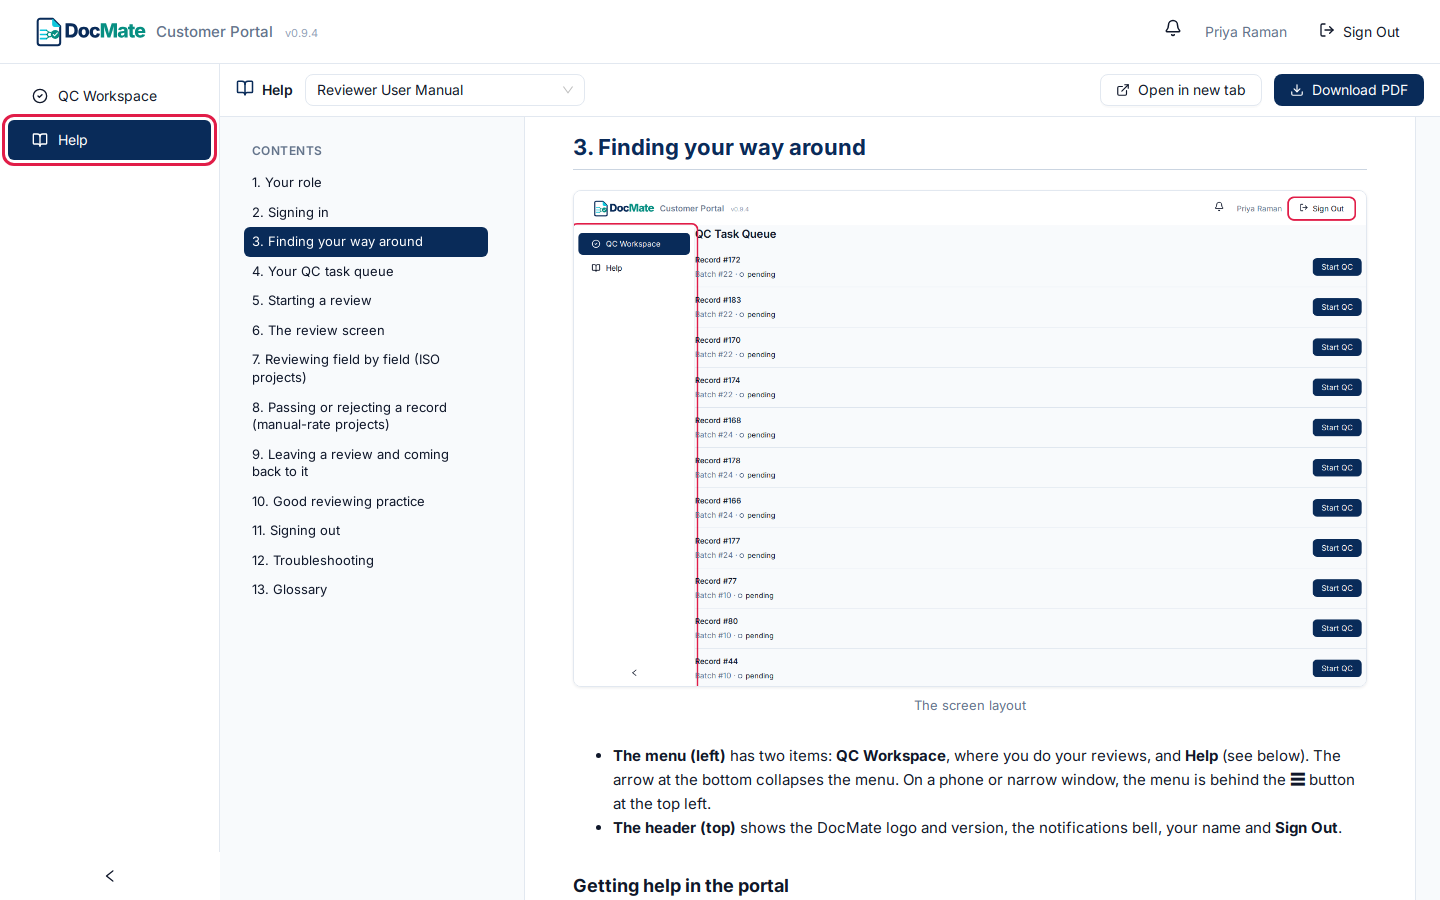 DocMate Customer Portal v0.9.4
Priya Raman
Sign Out
QC Workspace
Help
Help
Reviewer User Manual
Open in new tab
Download PDF
CONTENTS
1. Your role
2. Signing in
3. Finding your way around
4. Your QC task queue
5. Starting a review
6. The review screen
7. Reviewing field by field (ISO
projects)
8. Passing or rejecting a record
(manual-rate projects)
9. Leaving a review and coming
back to it
10. Good reviewing practice
11. Signing out
12. Troubleshooting
13. Glossary
3. Finding your way around
DocMate Customer Portal v0.9.4
Priya Raman
Sign Out
QC Workspace
Help
QC Task Queue
Record #172
Batch #22 · pending
Start QC
Record #183
Batch #22 · pending
Start QC
Record #170
Batch #22 · pending
Start QC
Record #174
Batch #22 · pending
Start QC
Record #168
Batch #24 · pending
Start QC
Record #178
Batch #24 · pending
Start QC
Record #166
Batch #24 · pending
Start QC
Record #177
Batch #24 · pending
Start QC
Record #77
Batch #10 · pending
Start QC
Record #80
Batch #10 · pending
Start QC
Record #44
Batch #10 · pending
Start QC
The screen layout
• The menu (left) has two items: QC Workspace, where you do your reviews, and Help (see below). The
arrow at the bottom collapses the menu. On a phone or narrow window, the menu is behind the ☰ button
at the top left.
• The header (top) shows the DocMate logo and version, the notifications bell, your name and Sign Out.
Getting help in the portal